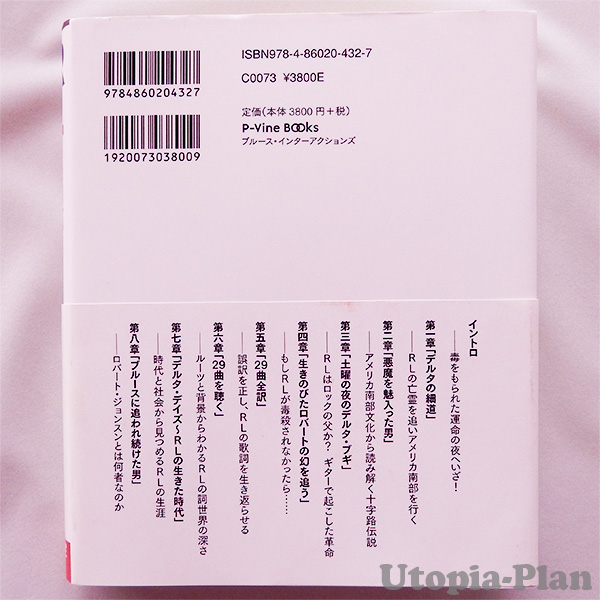 ISBN978-4-86020-432-7
C0073 ¥3800E
9784860204327
定価(本体 3800 円+税)
P-Vine BOOks
ブルース・インターアクションズ
1920073038009
イントロ
――毒をもられた運命の夜へいざ!
第一章「デルタの細道」
――RLの亡霊を追いアメリカ南部を行く
第二章「悪魔を魅入った男」
――アメリカ南部文化から読み解く十字路伝説
第三章「土曜の夜のデルタ・ブギ」
――RLはロックの父か? ギターで起こした革命
第四章「生きのびたロバートの幻を追う」
――もしRLが毒殺されなかったら……
第五章「29曲全訳」
――誤訳を正し、RLの歌詞を生き返らせる
第六章「29曲を聴く」
――ルーツと背景からわかるRLの詞世界の深さ
第七章「デルタ・デイズ〜RLの生きた時代」
――時代と社会から見つめるRLの生涯
第八章「ブルースに追われ続けた男」
――ロバート・ジョンスンとは何者なのか
Utopia-Plan